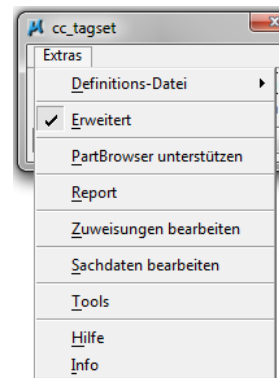 cc_tagset
Extras
Definitions-Datei
Erweitert
PartBrowser unterstützen
Report
Zuweisungen bearbeiten
Sachdaten bearbeiten
Tools
Hilfe
Info